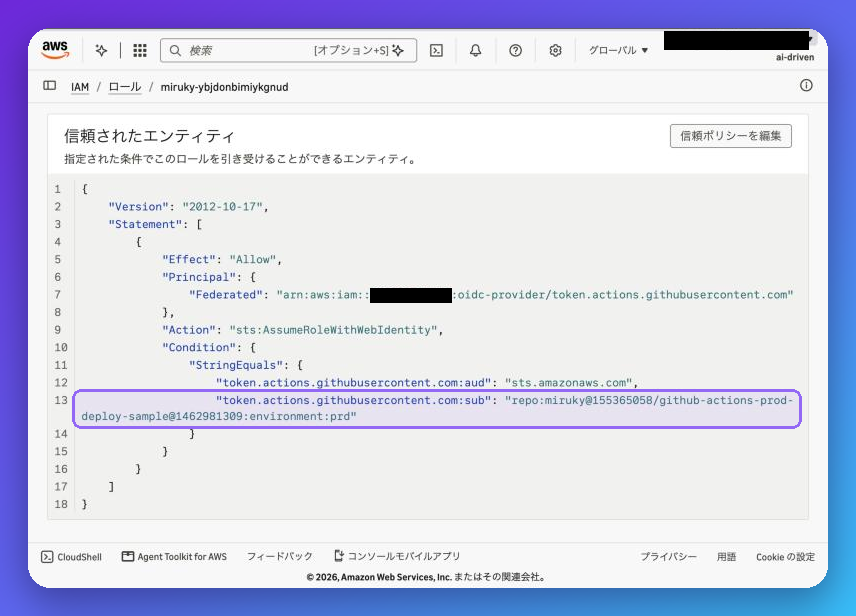 aws
検索
[オプション+S]
グローバル ▼
ai-driven
IAM / ロール / miruky-ybjdonbimiykgnud
信頼されたエンティティ
信頼ポリシーを編集
指定された条件でこのロールを引き受けることができるエンティティ。
1 {
2 "Version": "2012-10-17",
3 "Statement": [
4 {
5 "Effect": "Allow",
6 "Principal": {
7 "Federated": "arn:aws:iam:: :oidc-provider/token.actions.githubusercontent.com"
8 },
9 "Action": "sts:AssumeRoleWithWebIdentity",
10 "Condition": {
11 "StringEquals": {
12 "token.actions.githubusercontent.com:aud": "sts.amazonaws.com",
13 "token.actions.githubusercontent.com:sub": "repo:miruky@155365058/github-actions-prod-
deploy-sample@1462981309:environment:prd"
14 }
15 }
16 }
17 ]
18 }
CloudShell Agent Toolkit for AWS フィードバック コンソールモバイルアプリ プライバシー 用語 Cookie の設定
© 2026, Amazon Web Services, Inc. またはその関連会社。